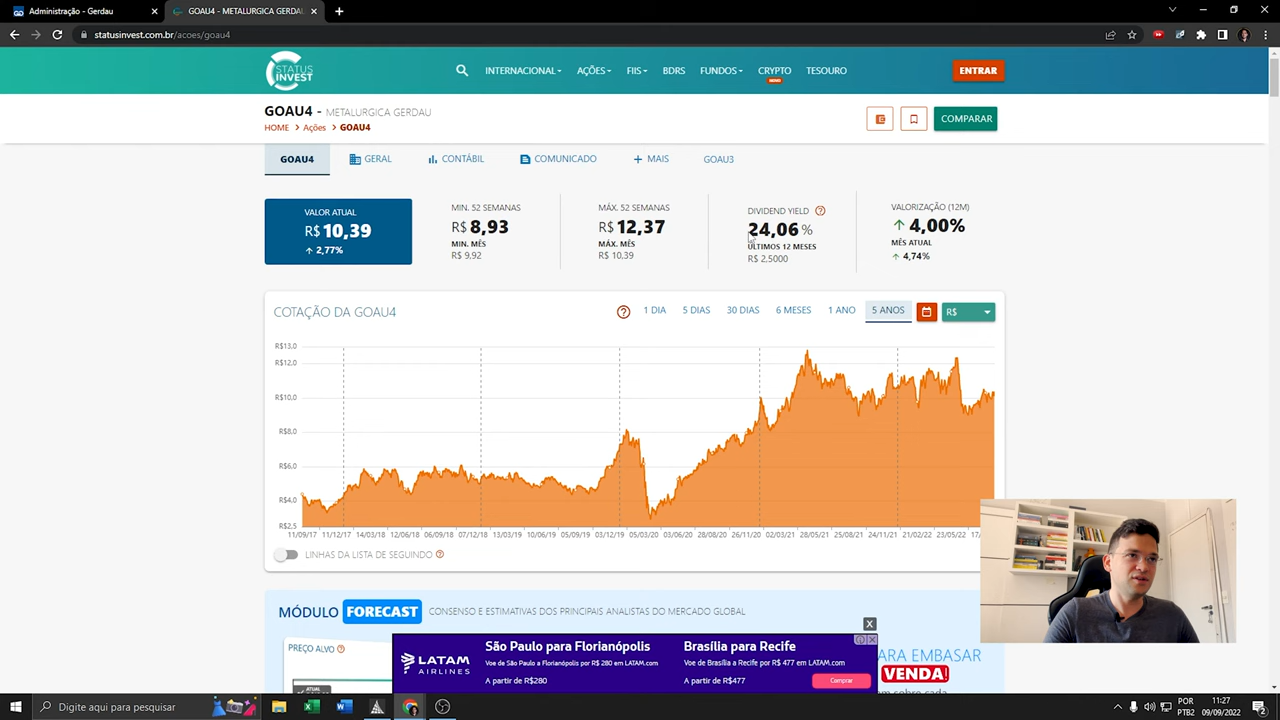 Administração - Gerdau
GOAU4 - METALURGICA GERDAU
statusinvest.com.br/acoes/goau4
STATUS
INVEST
INTERNACIONAL
AÇÕES
FIIS
BDRS
FUNDOS
CRYPTO
NEWS
TESOURO
ENTRAR
GOAU4 - METALURGICA GERDAU
HOME > Ações > GOAU4
COMPARAR
GOAU4
GERAL
CONTÁBIL
COMUNICADO
MAIS
GOAU3
VALOR ATUAL
R$ 10,39
2,77%
MIN. 52 SEMANAS
R$ 8,93
MIN. MÊS
R$ 9,92
MÁX. 52 SEMANAS
R$ 12,37
MÁX. MÊS
R$ 10,39
DIVIDEND YIELD
24,06 %
ÚLTIMOS 12 MESES
R$ 2,5000
VALORIZAÇÃO (12M)
4,00%
MÊS ATUAL
4,74%
COTAÇÃO DA GOAU4
1 DIA
5 DIAS
30 DIAS
6 MESES
1 ANO
5 ANOS
R$
R$13.0
R$12.0
R$10.0
R$8.0
R$6.0
R$4.0
R$2.5
11/09/17 11/12/17 14/03/18 12/06/18 06/09/18 07/12/18 13/03/19 10/06/19 05/09/19 03/12/19 05/03/20 03/06/20 28/08/20 26/11/20 02/03/21 28/05/21 25/08/21 24/11/21 21/02/22 23/05/22
LINHAS DA LISTA DE SEGUINDO
MÓDULO FORECAST CONSENSO E ESTIMATIVAS DOS PRINCIPAIS ANALISTAS DO MERCADO GLOBAL
PREÇO ALVO
ATUAL
LATAM
AIRLINES
São Paulo para Florianópolis
Voe de São Paulo a Florianópolis por R$ 280 em LATAM.com
A partir de R$280
Brasília para Recife
Voe de Brasília a Recife por R$ 477 em LATAM.com
A partir de R$477
Comprar
X
ARA EMBASAR
VENDA!
em sobre cada
Digite aqui para pesquisar
POR
PTB2
11:27
09/09/2022
2